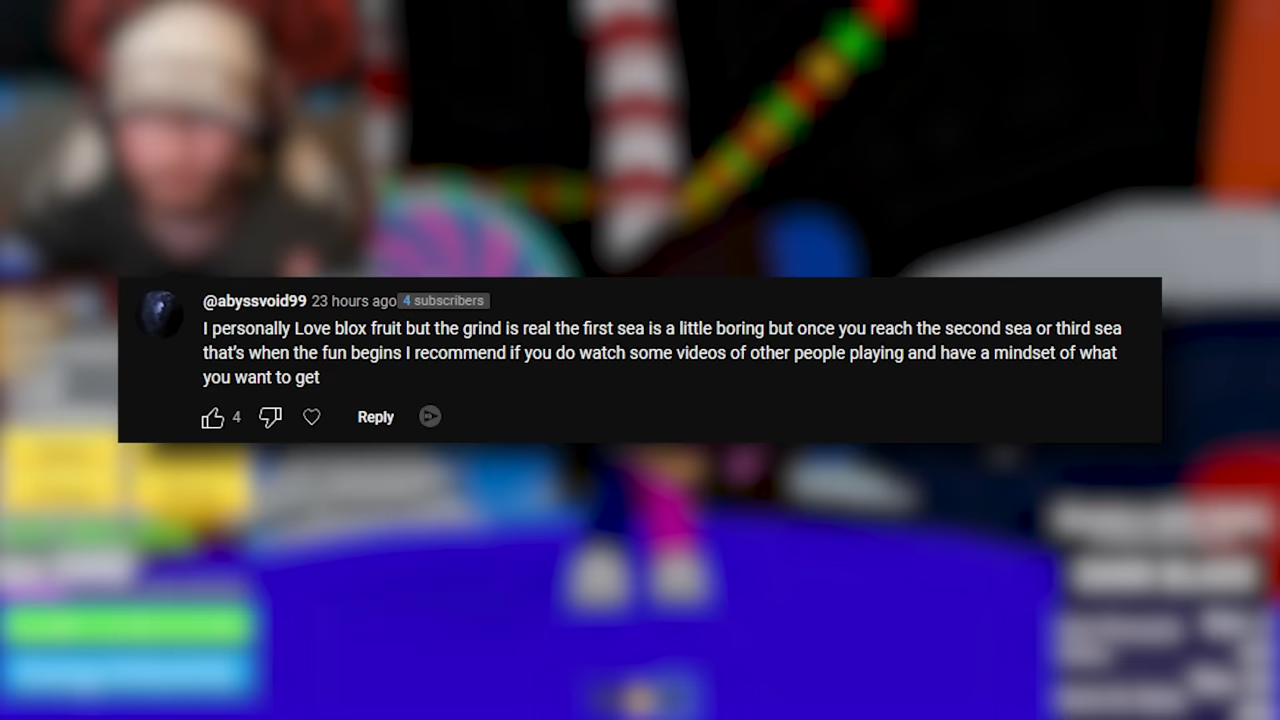 @abyssvoid99 23 hours ago 4 subscribers
I personally Love blox fruit but the grind is real the first sea is a little boring but once you reach the second sea or third sea
that's when the fun begins I recommend if you do watch some videos of other people playing and have a mindset of what
you want to get
4 Reply